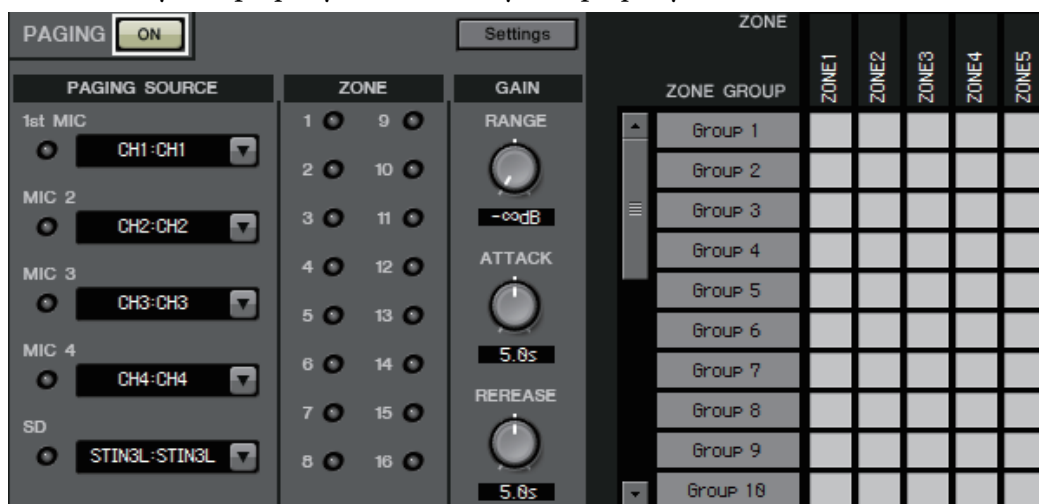 PAGING ON
Settings
PAGING SOURCE
1st MIC
CH1:CH1
MIC 2
CH2:CH2
MIC 3
CH3:CH3
MIC 4
CH4:CH4
SD
STIN3L:STIN3L
ZONE
1 9
2 10
3 11
4 12
5 13
6 14
7 15
8 16
GAIN
RANGE
-∞dB
ATTACK
5.0s
REREASE
5.0s
ZONE
ZONE GROUP
ZONE1
ZONE2
ZONE3
ZONE4
ZONE5
Group 1
Group 2
Group 3
Group 4
Group 5
Group 6
Group 7
Group 8
Group 9
Group 10